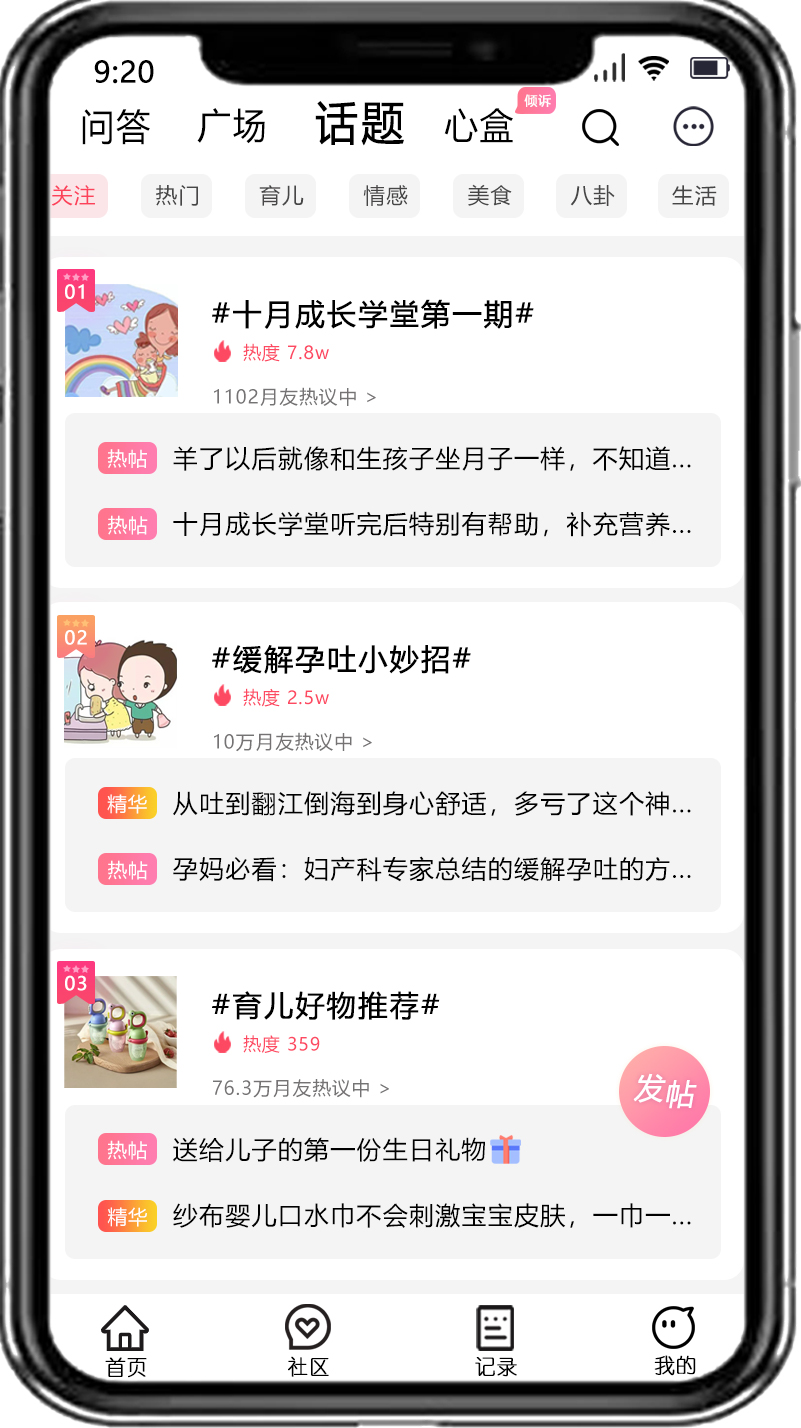 9:20
问答 广场 话题 心盒 倾诉
关注 热门 育儿 情感 美食 八卦 生活
01
#十月成长学堂第一期#
热度 7.8w
1102月友热议中 >
热帖 羊了以后就像和生孩子坐月子一样，不知道...
热帖 十月成长学堂听完后特别有帮助，补充营养...
02
#缓解孕吐小妙招#
热度 2.5w
10万月友热议中 >
精华 从吐到翻江倒海到身心舒适，多亏了这个神...
热帖 孕妈必看：妇产科专家总结的缓解孕吐的方...
03
#育儿好物推荐#
热度 359
76.3万月友热议中 >
发帖
热帖 送给儿子的第一份生日礼物🎁
精华 纱布婴儿口水巾不会刺激宝宝皮肤，一巾一...
首页 社区 记录 我的